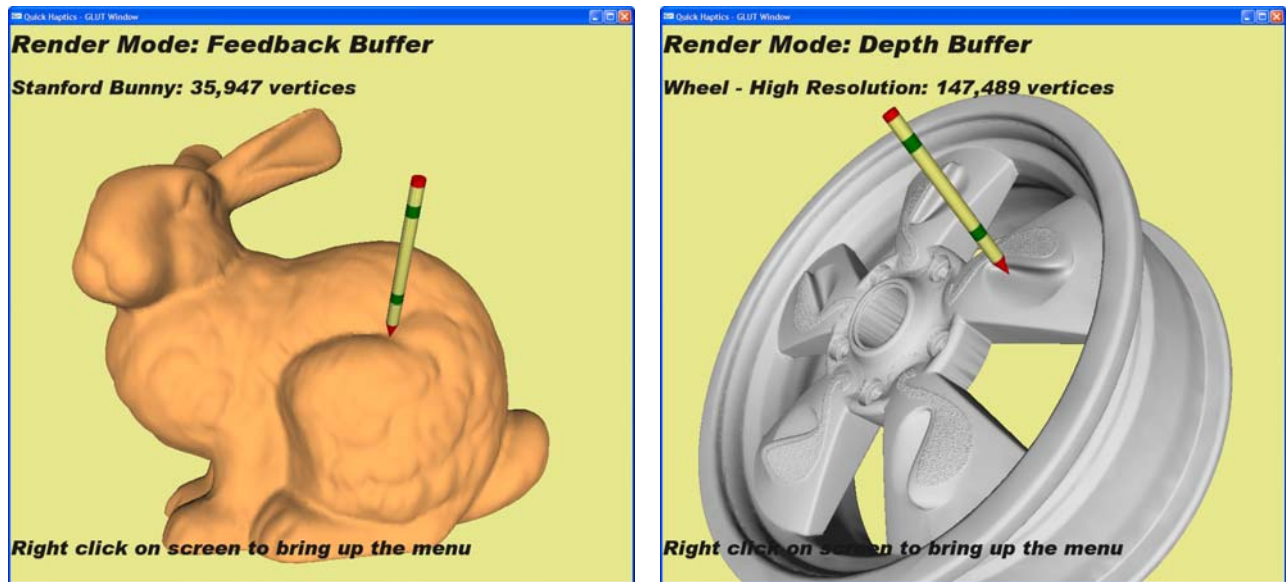 Quick Haptics - GLUT Window
Render Mode: Feedback Buffer
Stanford Bunny: 35,947 vertices
Right click on screen to bring up the menu
Quick Haptics - GLUT Window
Render Mode: Depth Buffer
Wheel - High Resolution: 147,489 vertices
Right click on screen to bring up the menu